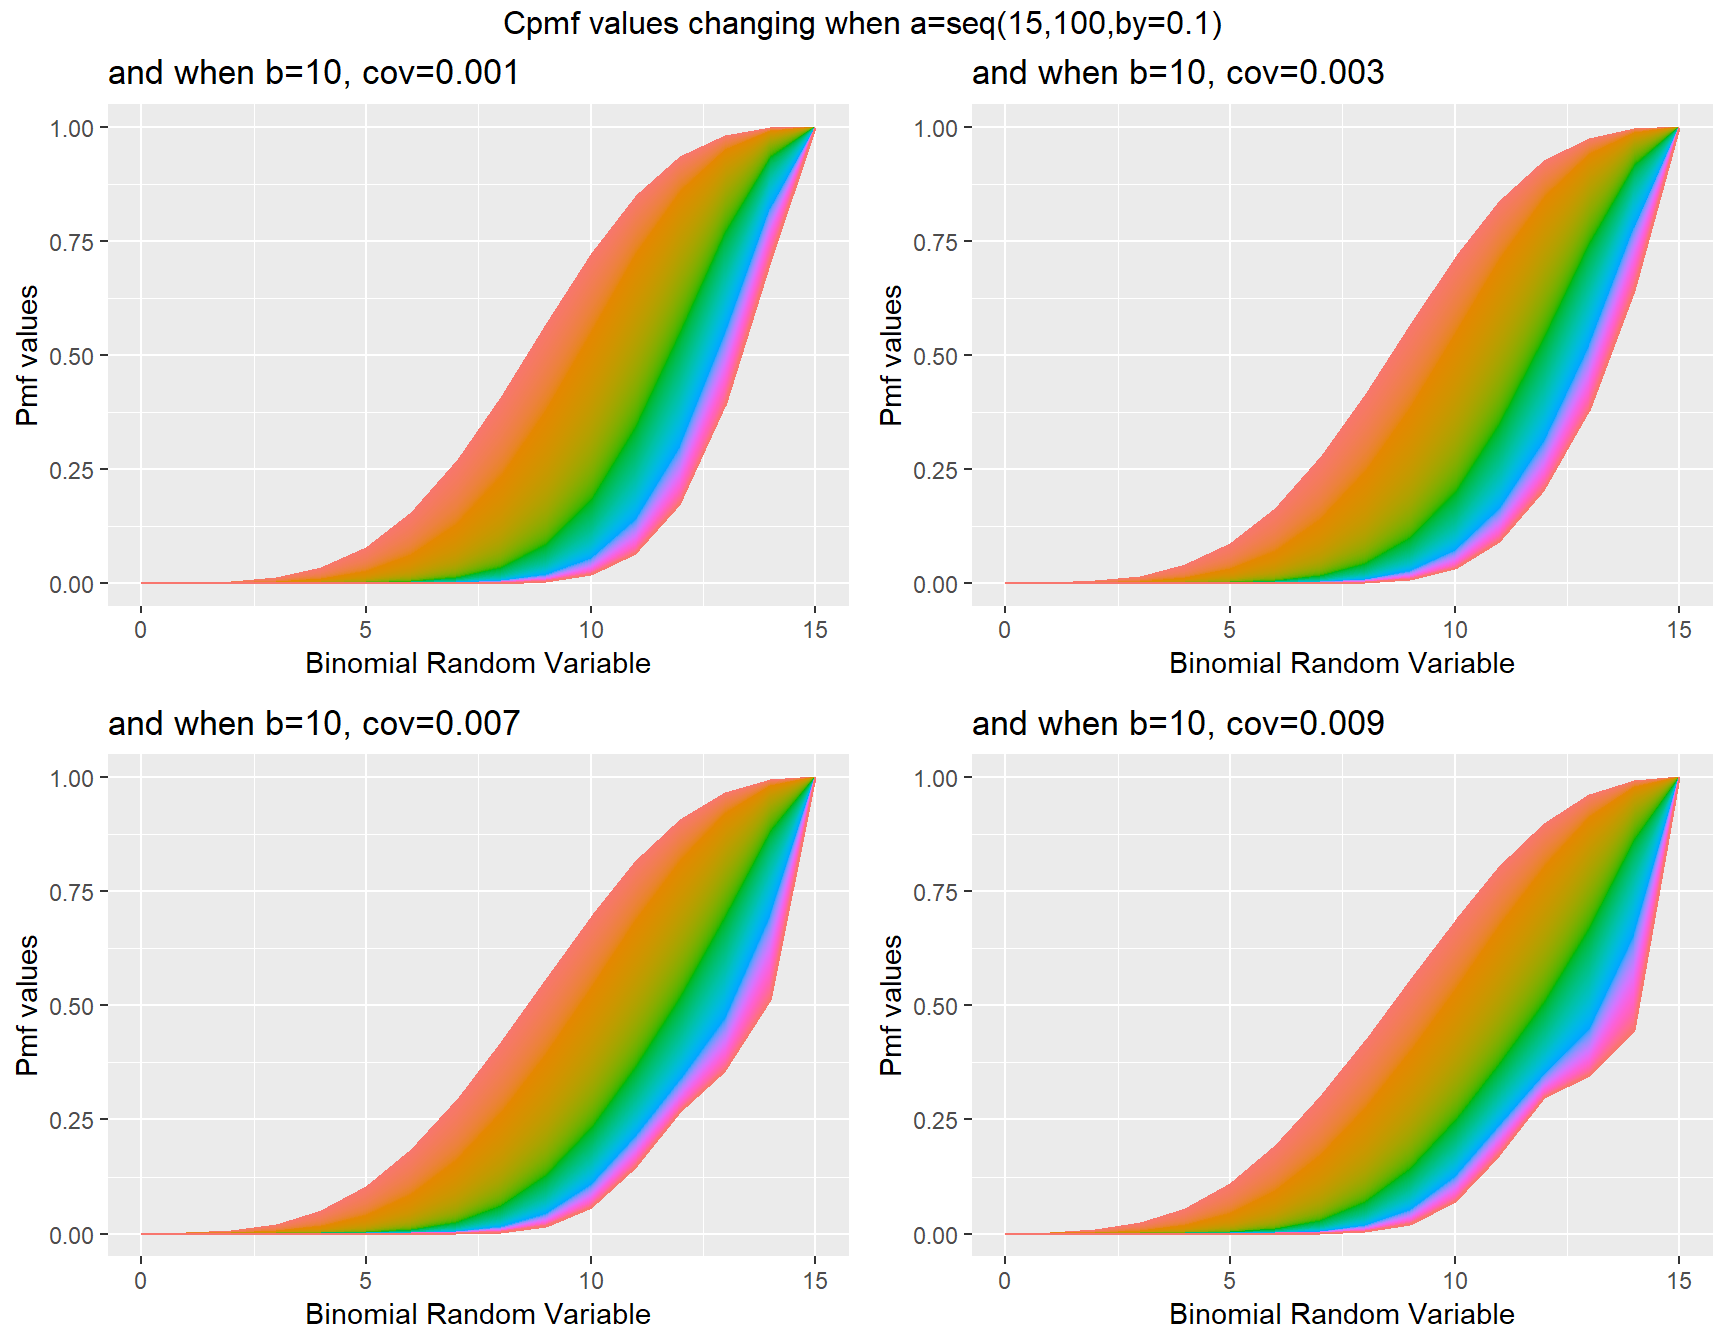 Cpmf values changing when a=seq(15,100,by=0.1)
and when b=10, cov=0.001
Pmf values
1.00
0.75
0.50
0.25
0.00
0 5 10 15
Binomial Random Variable
and when b=10, cov=0.003
Pmf values
1.00
0.75
0.50
0.25
0.00
0 5 10 15
Binomial Random Variable
and when b=10, cov=0.007
Pmf values
1.00
0.75
0.50
0.25
0.00
0 5 10 15
Binomial Random Variable
and when b=10, cov=0.009
Pmf values
1.00
0.75
0.50
0.25
0.00
0 5 10 15
Binomial Random Variable